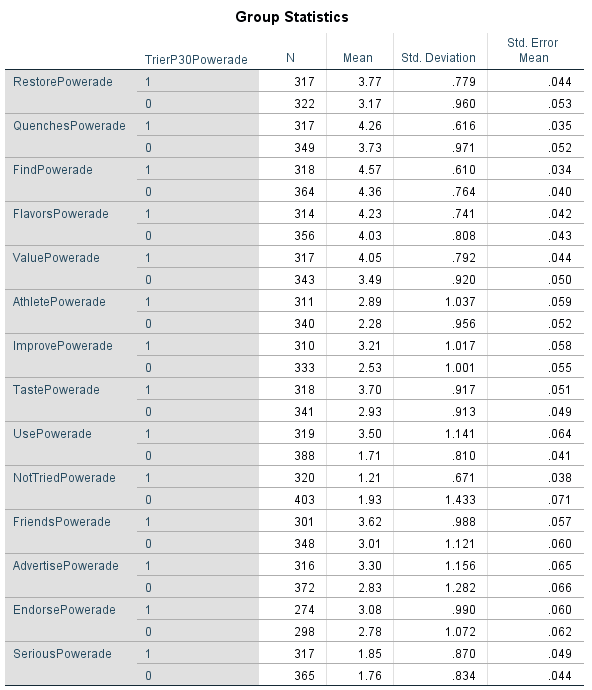 Group Statistics
TrierP30Powerade N Mean Std. Deviation Std. Error Mean
RestorePowerade 1 317 3.77 .779 .044
0 322 3.17 .960 .053
QuenchesPowerade 1 317 4.26 .616 .035
0 349 3.73 .971 .052
FindPowerade 1 318 4.57 .610 .034
0 364 4.36 .764 .040
FlavorsPowerade 1 314 4.23 .741 .042
0 356 4.03 .808 .043
ValuePowerade 1 317 4.05 .792 .044
0 343 3.49 .920 .050
AthletePowerade 1 311 2.89 1.037 .059
0 340 2.28 .956 .052
ImprovePowerade 1 310 3.21 1.017 .058
0 333 2.53 1.001 .055
TastePowerade 1 318 3.70 .917 .051
0 341 2.93 .913 .049
UsePowerade 1 319 3.50 1.141 .064
0 388 1.71 .810 .041
NotTriedPowerade 1 320 1.21 .671 .038
0 403 1.93 1.433 .071
FriendsPowerade 1 301 3.62 .988 .057
0 348 3.01 1.121 .060
AdvertisePowerade 1 316 3.30 1.156 .065
0 372 2.83 1.282 .066
EndorsePowerade 1 274 3.08 .990 .060
0 298 2.78 1.072 .062
SeriousPowerade 1 317 1.85 .870 .049
0 365 1.76 .834 .044